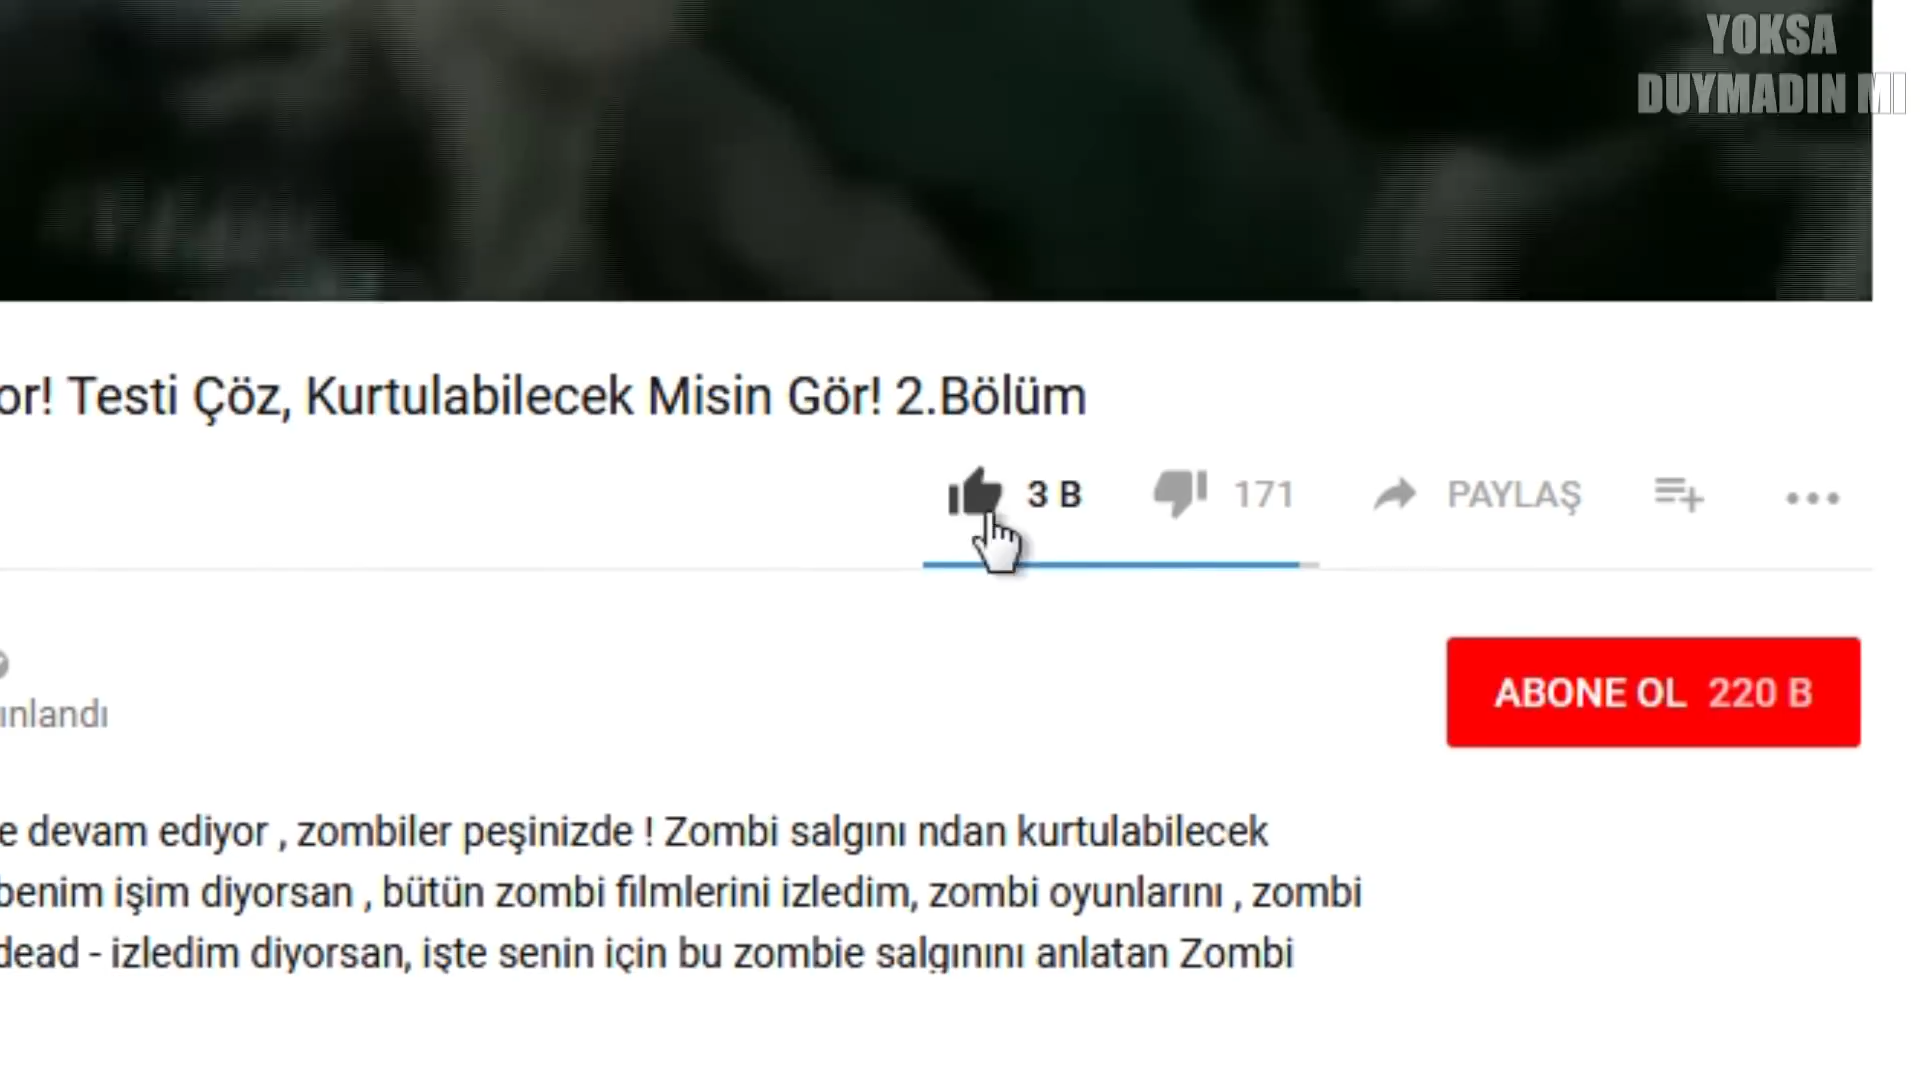 YOKSA
DUYMADIN MI
or! Testi Çöz, Kurtulabilecek Misin Gör! 2.Bölüm
3 B 171 PAYLAŞ
ınlandı
ABONE OL 220 B
e devam ediyor , zombiler peşinizde ! Zombi salgını ndan kurtulabilecek
benim işim diyorsan , bütün zombi filmlerini izledim, zombi oyunlarını , zombi
dead - izledim diyorsan, işte senin için bu zombie salgınını anlatan Zombi